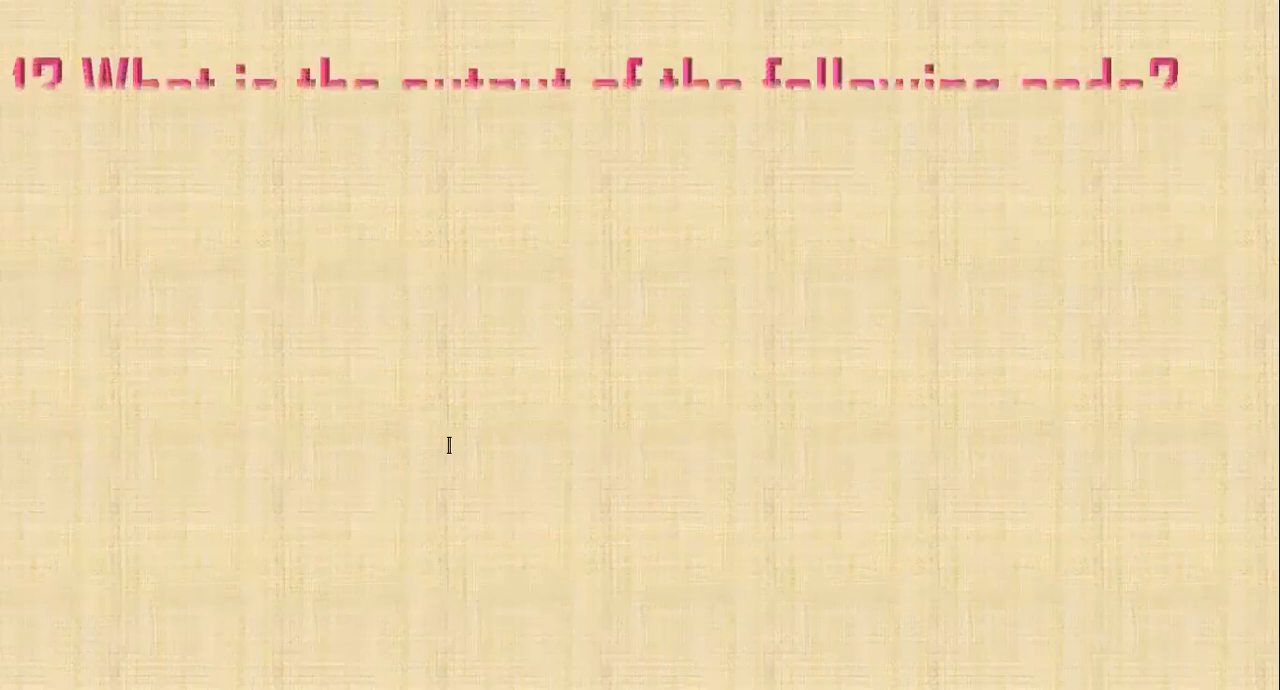 What is the output of the following code?